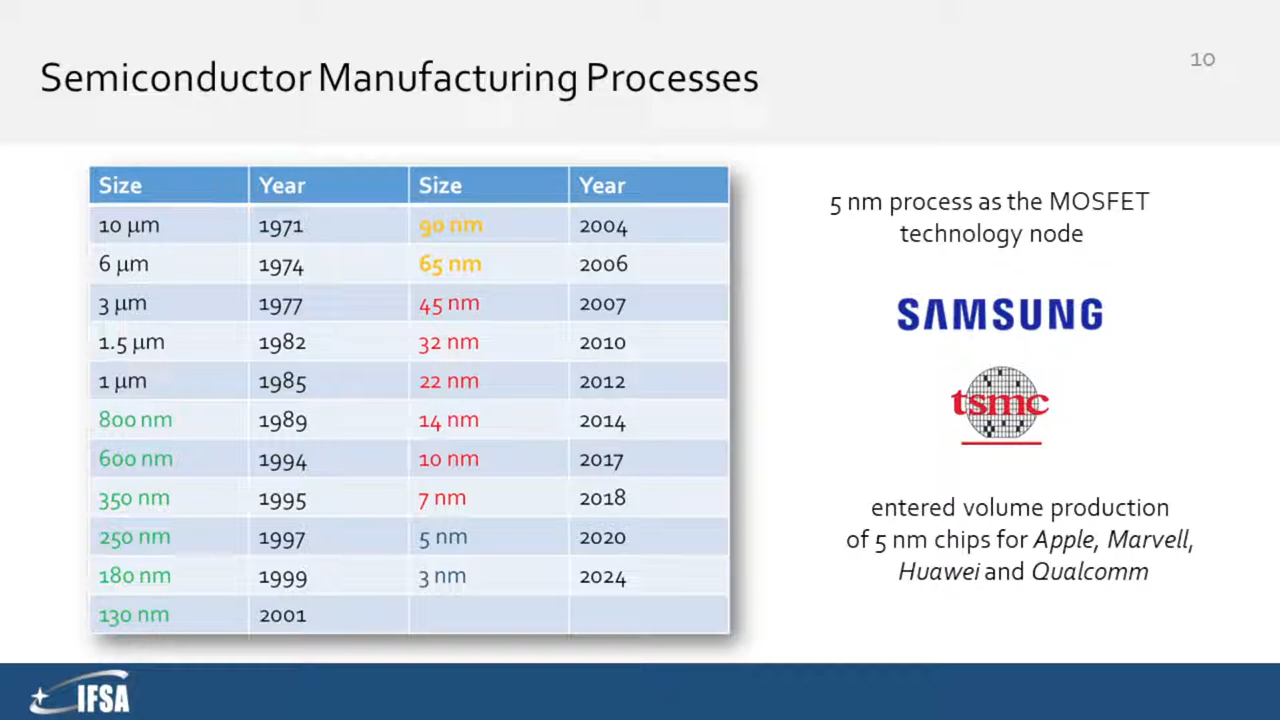 10
Semiconductor Manufacturing Processes
Size Year Size Year
10 μm 1971 90 nm 2004
6 μm 1974 65 nm 2006
3 μm 1977 45 nm 2007
1.5 μm 1982 32 nm 2010
1 μm 1985 22 nm 2012
800 nm 1989 14 nm 2014
600 nm 1994 10 nm 2017
350 nm 1995 7 nm 2018
250 nm 1997 5 nm 2020
180 nm 1999 3 nm 2024
130 nm 2001
5 nm process as the MOSFET
technology node
SAMSUNG
tsmc
entered volume production
of 5 nm chips for Apple, Marvell,
Huawei and Qualcomm
IFSA